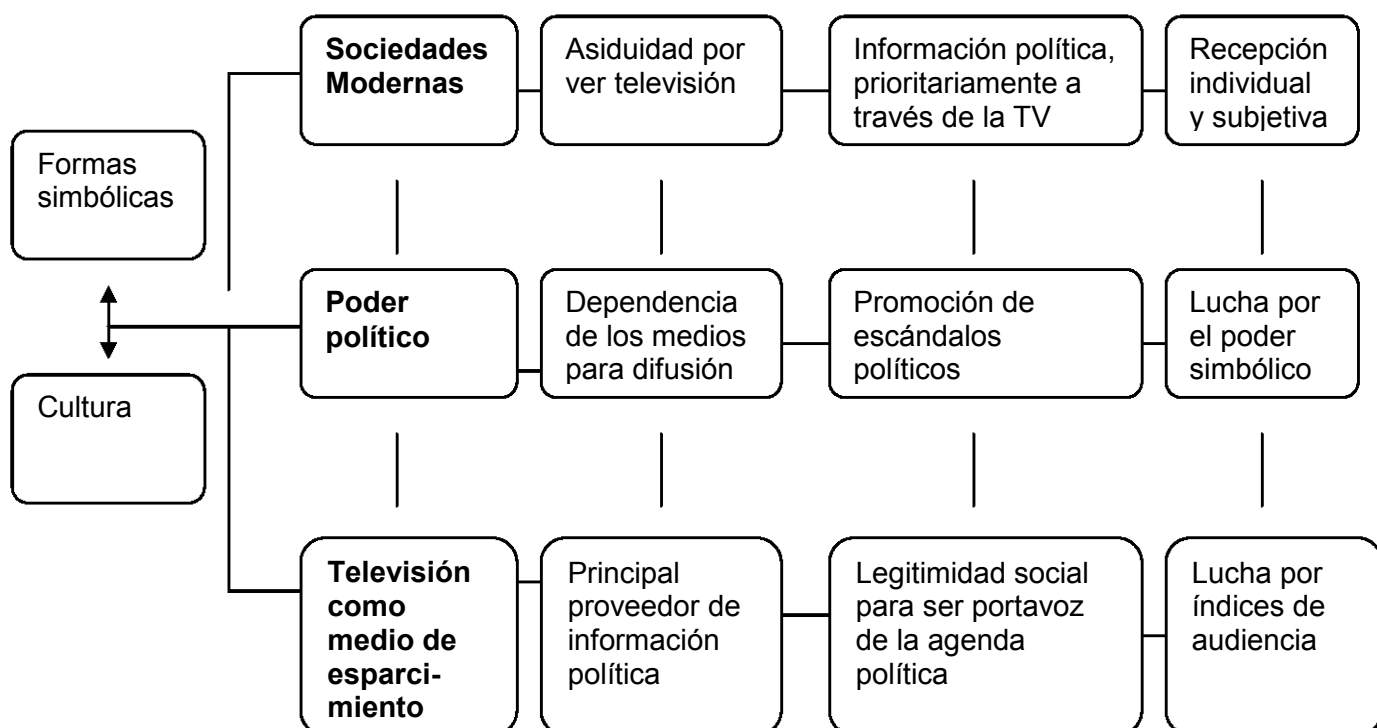 Formas
simbólicas
Cultura
Sociedades
Modernas
Asiduidad por
ver televisión
Información política,
prioritariamente a
través de la TV
Recepción
individual
y subjetiva
Poder
político
Dependencia
de los medios
para difusión
Promoción de
escándalos
políticos
Lucha por
el poder
simbólico
Televisión
como
medio de
esparci-
miento
Principal
proveedor de
información
política
Legitimidad social
para ser portavoz
de la agenda
política
Lucha por
índices de
audiencia